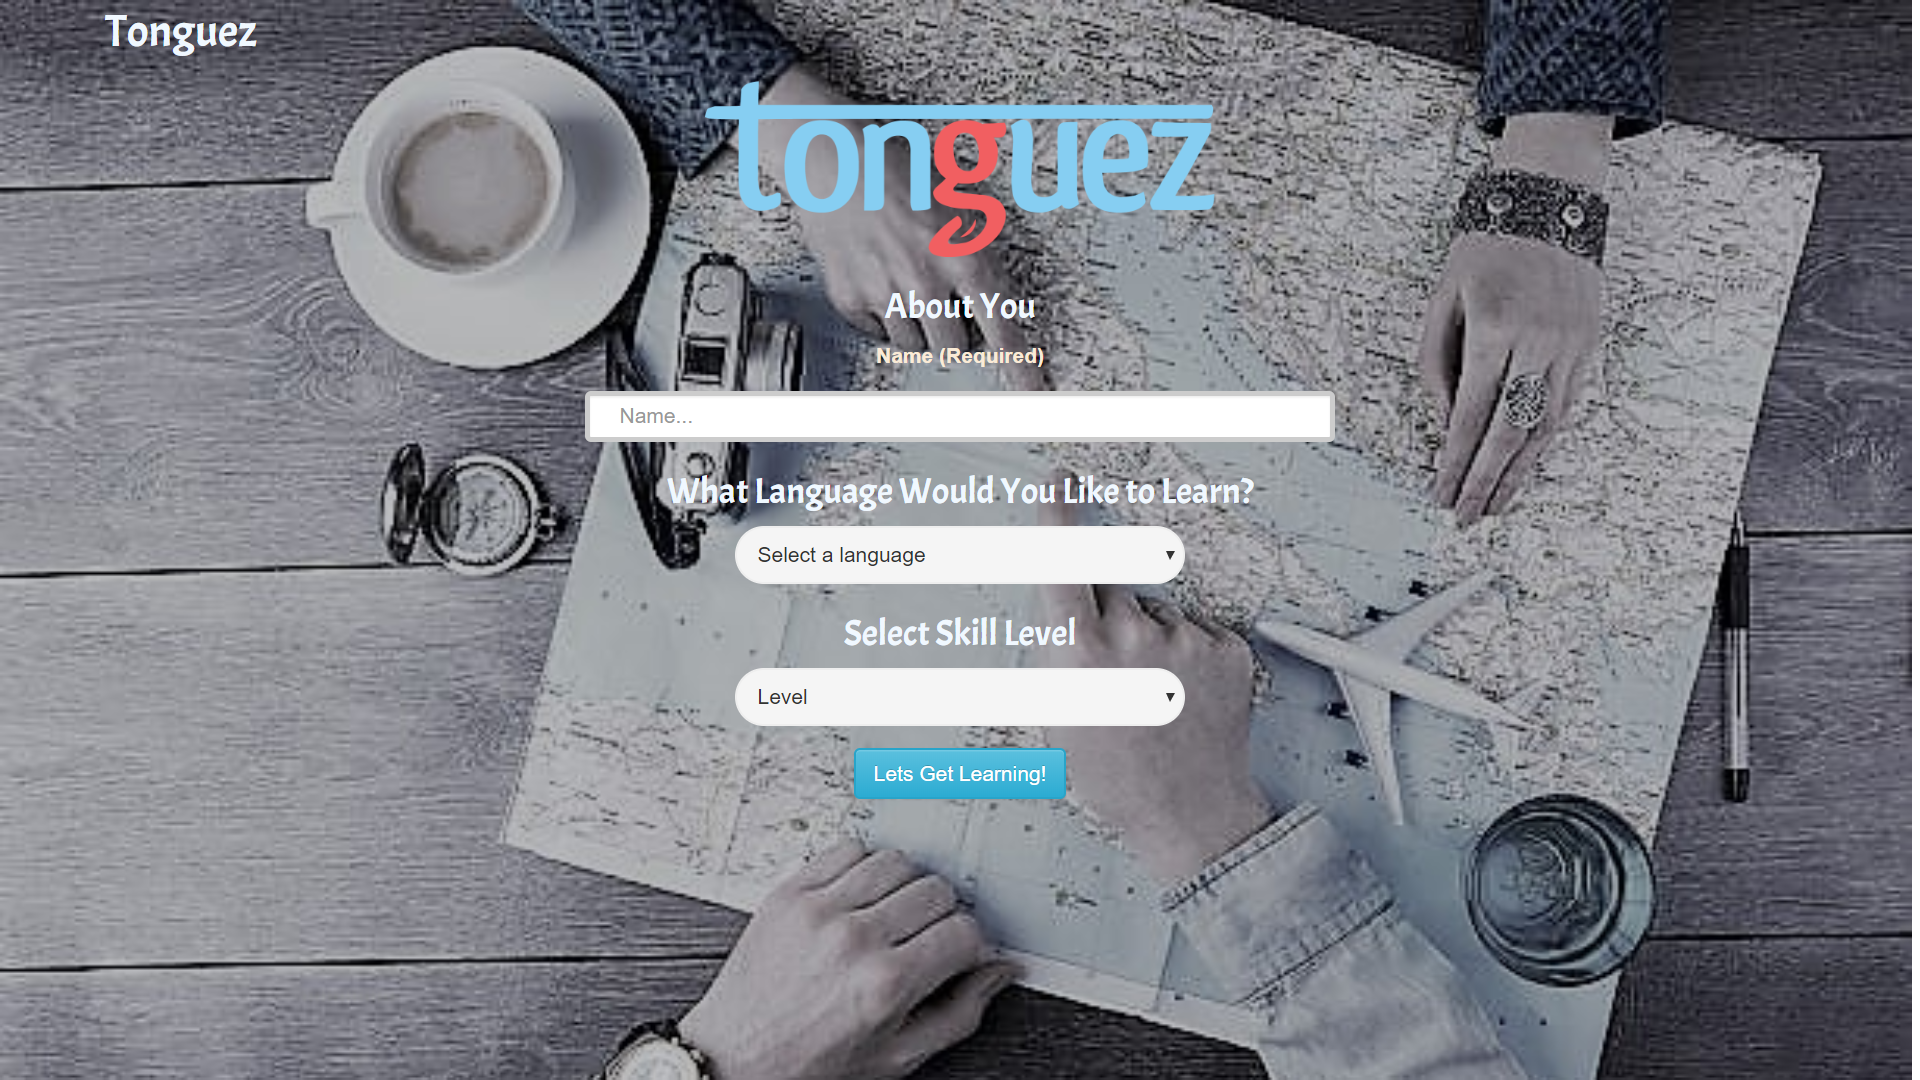 Tonguez
tonguez
About You
Name (Required)
Name...
What Language Would You Like to Learn?
Select a language
Select Skill Level
Level
Lets Get Learning!